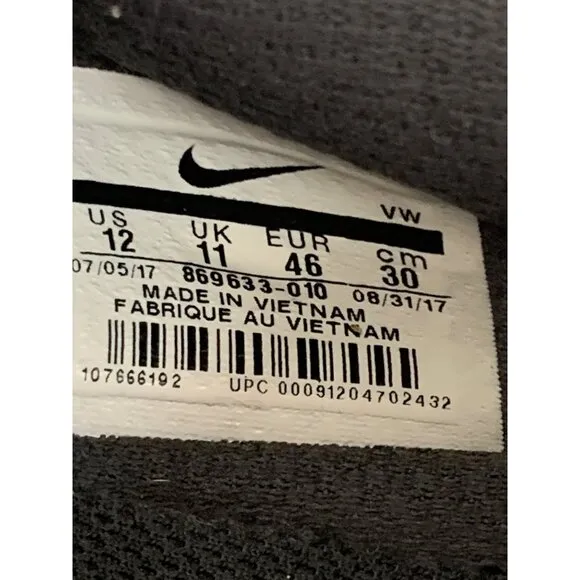 VW
US UK EUR cm
12 11 46 30
07/05/17 869633-010 08/31/17
MADE IN VIETNAM
FABRIQUE AU VIETNAM
107666192 UPC 00091204702432